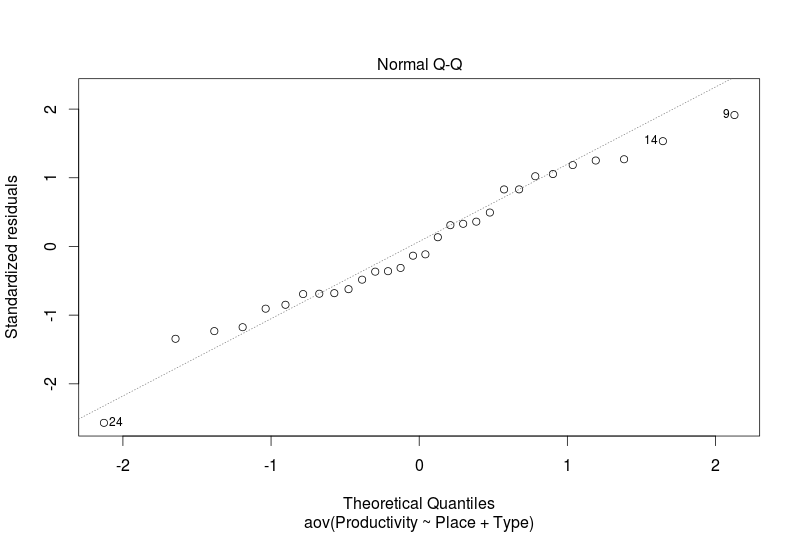 Normal Q-Q
2
1
0
-1
-2
Standardized residuals
24
14
9
-2 -1 0 1 2
Theoretical Quantiles
aov(Productivity ~ Place + Type)